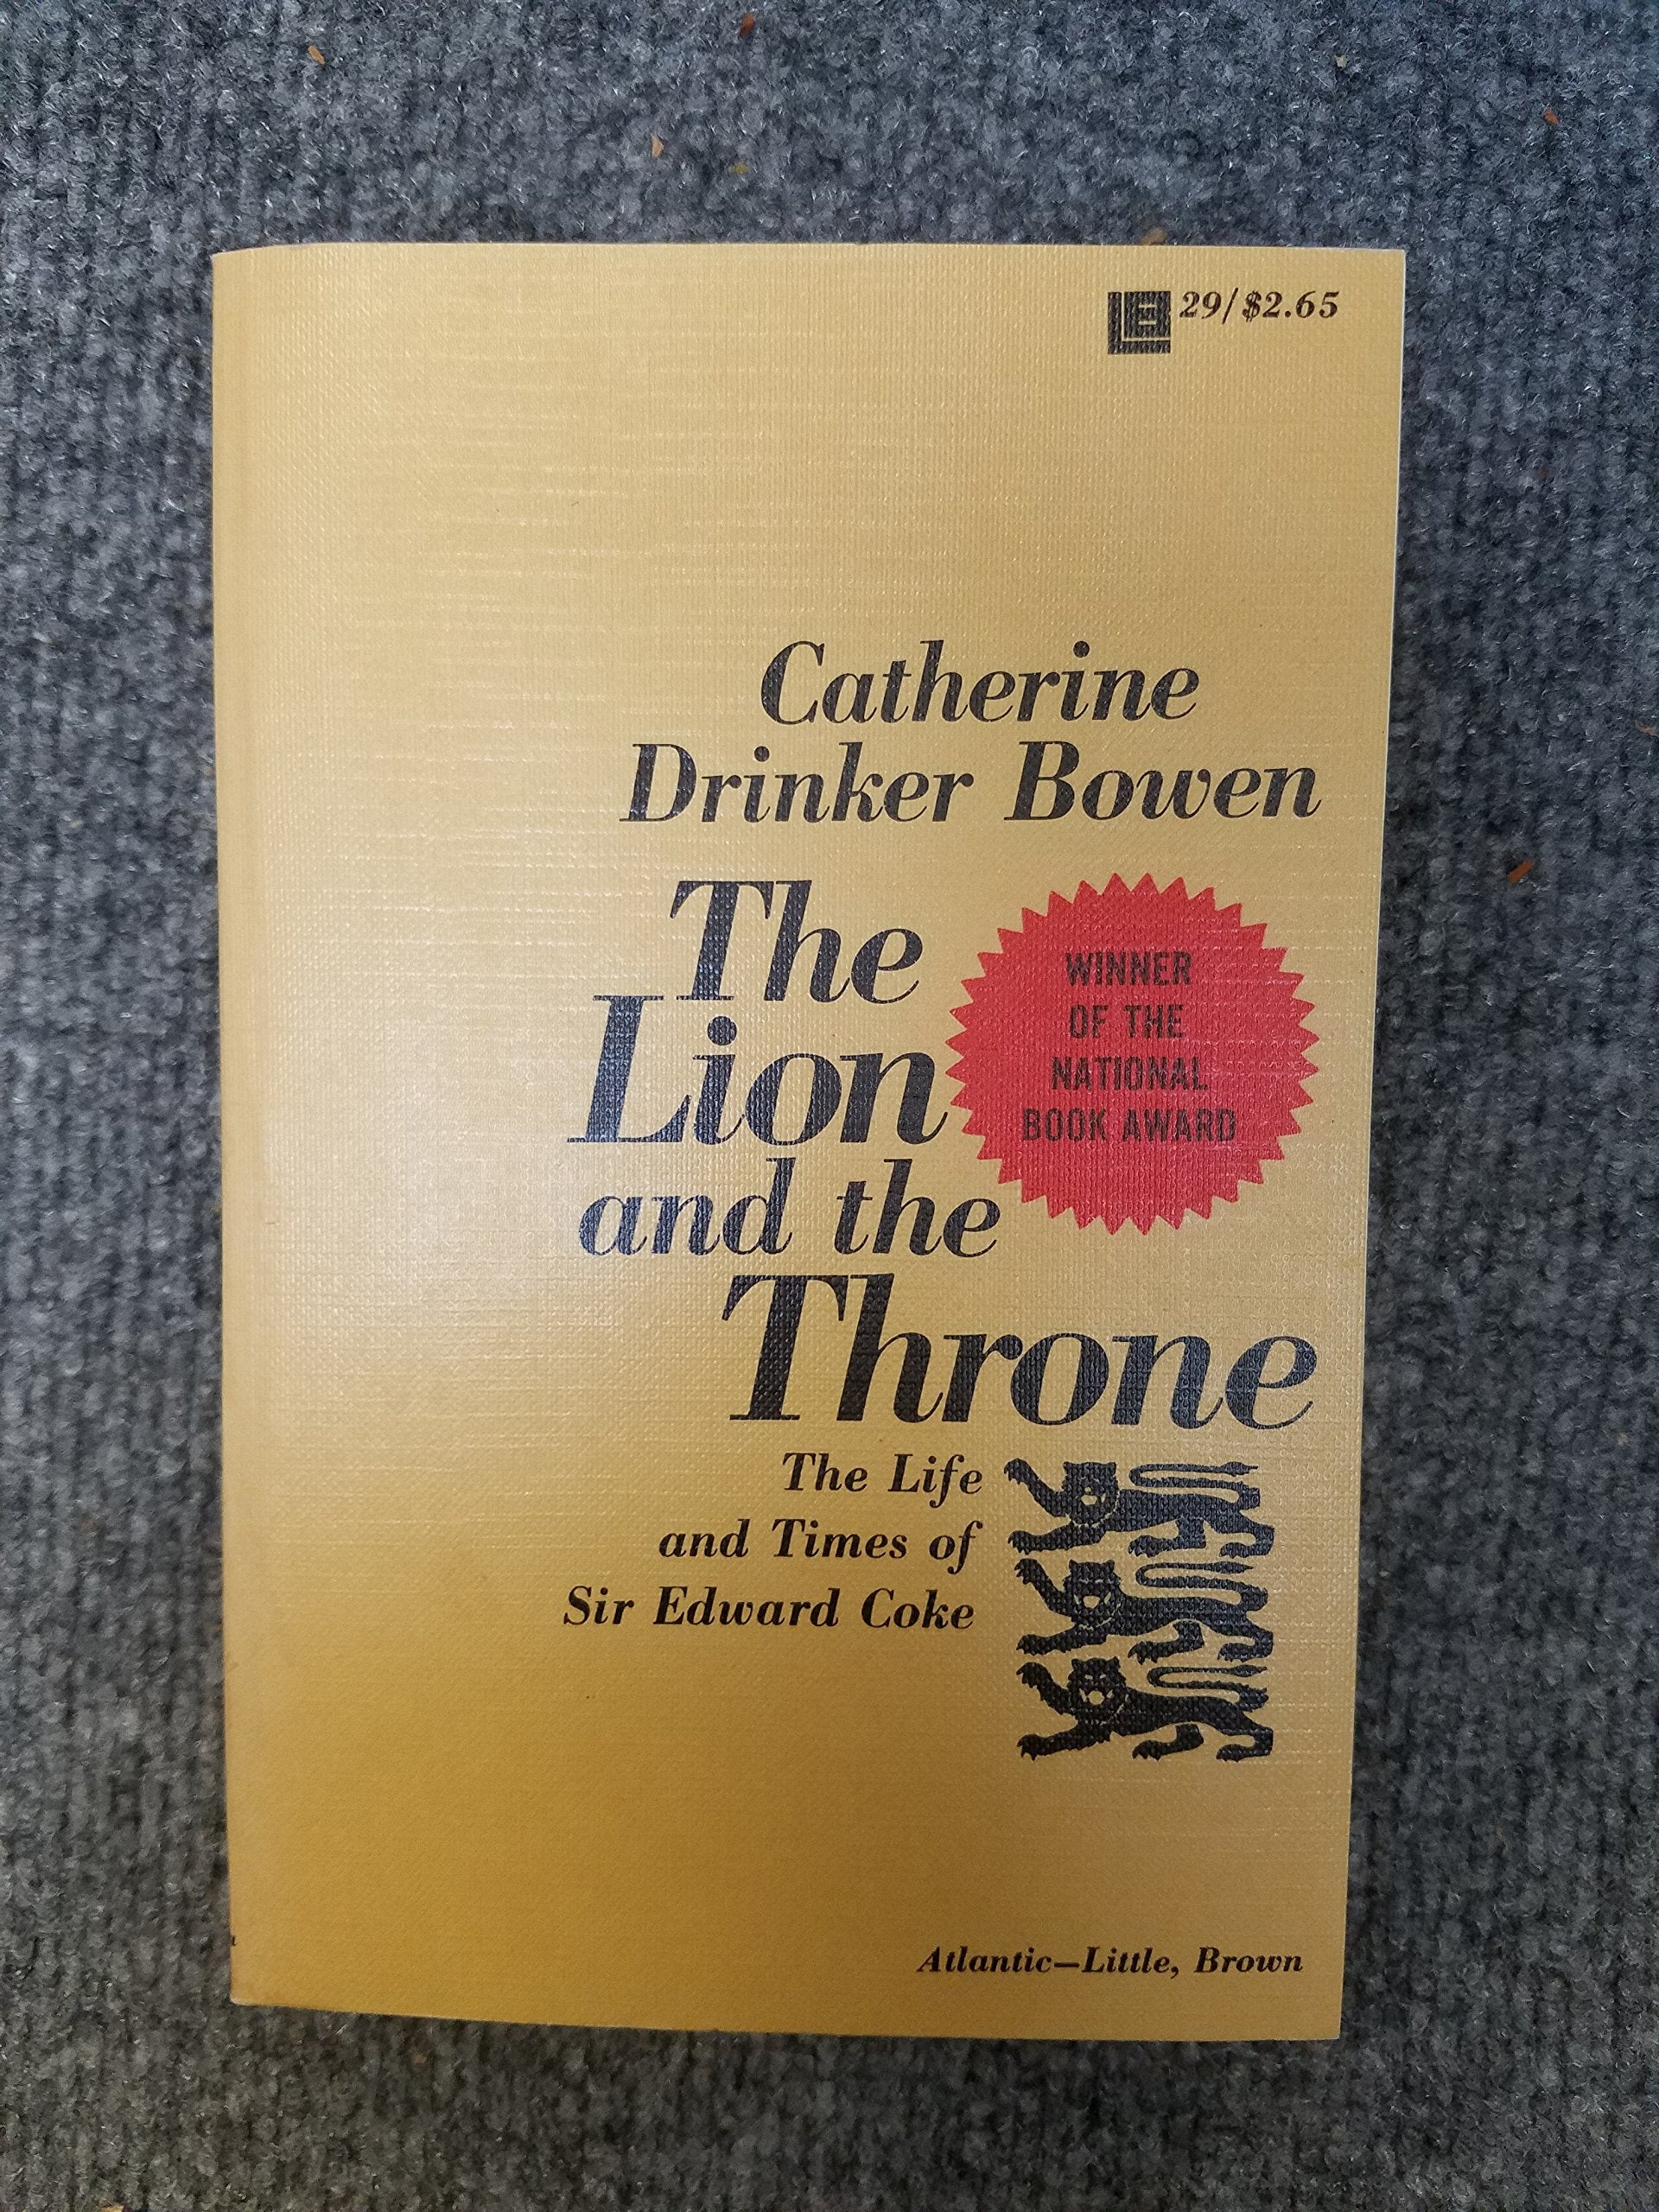 29/$2.65
Catherine
Drinker Bowen
The
Lion
and the
Throne
WINNER
OF THE
NATIONAL
BOOK AWARD
The Life
and Times of
Sir Edward Coke
Atlantic—Little, Brown